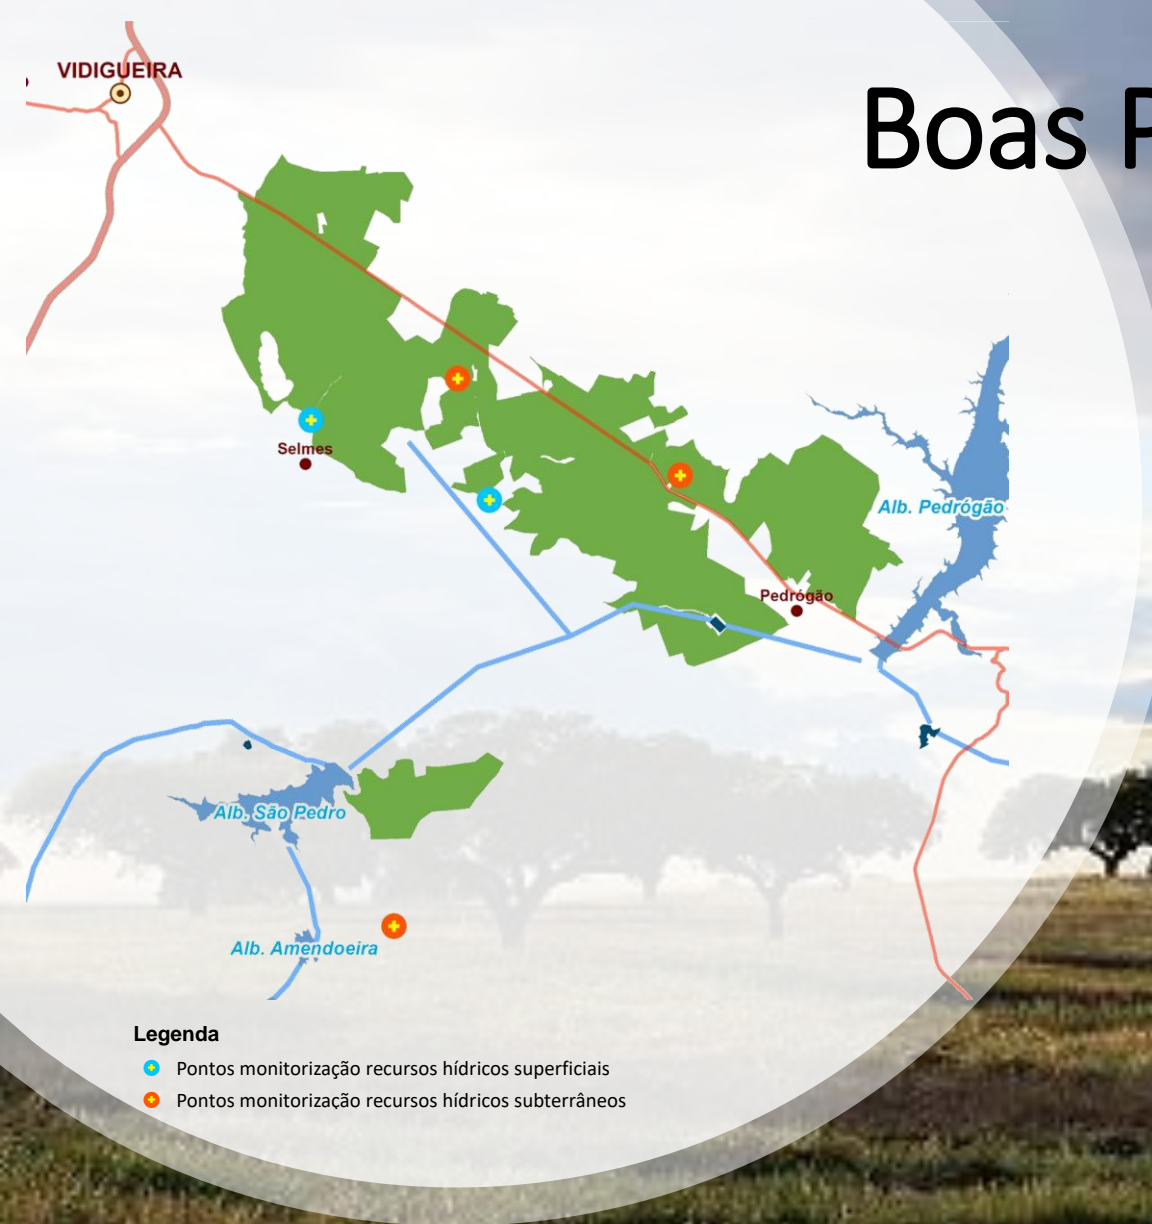 Boas P
VIDIGUEIRA
Selmes
Alb. Pedrógão
Pedrógão
Alb. São Pedro
Alb. Amendoeira
Legenda
Pontos monitorização recursos hídricos superficiais
Pontos monitorização recursos hídricos subterrâneos